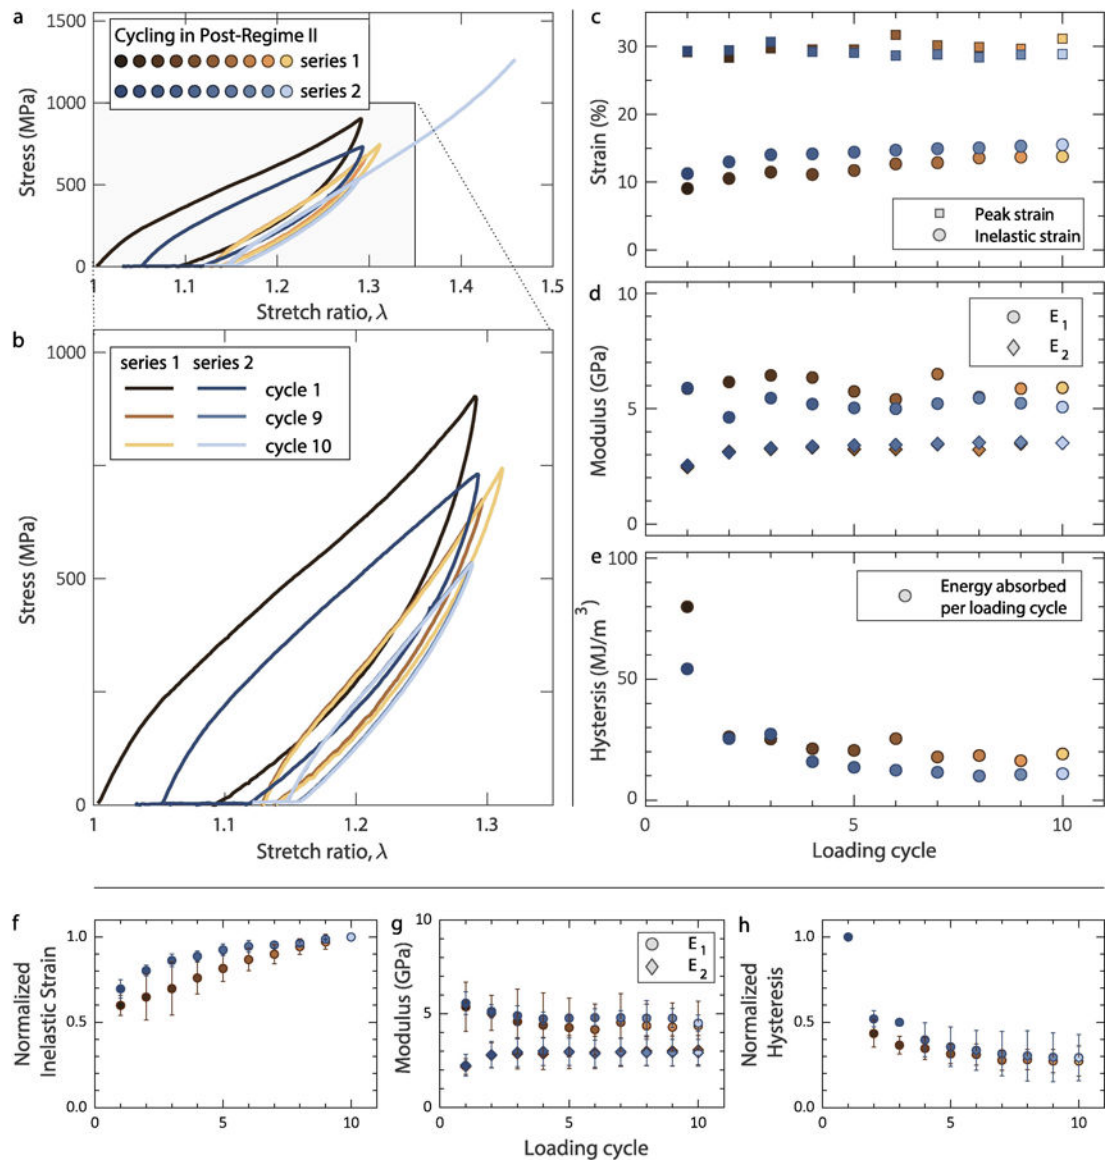 a
1500
1000
500
0
Stress (MPa)
Cycling in Post-Regime II
series 1
series 2
1
1.1
1.2
1.3
1.4
1.5
Stretch ratio, λ
b
1000
500
0
Stress (MPa)
series 1 series 2
cycle 1
cycle 9
cycle 10
1
1.1
1.2
1.3
Stretch ratio, λ
c
30
20
10
0
Strain (%)
Peak strain
Inelastic strain
d
10
5
0
Modulus (GPa)
E1
E2
e
100
50
0
Hystersis (MJ/m3)
Energy absorbed
per loading cycle
0
5
10
Loading cycle
f
1.0
0.5
0.0
Normalized
Inelastic Strain
0
5
10
g
10
5
0
Modulus (GPa)
E1
E2
0
5
10
Loading cycle
h
1.0
0.5
0.0
Normalized
Hysteresis
0
5
10